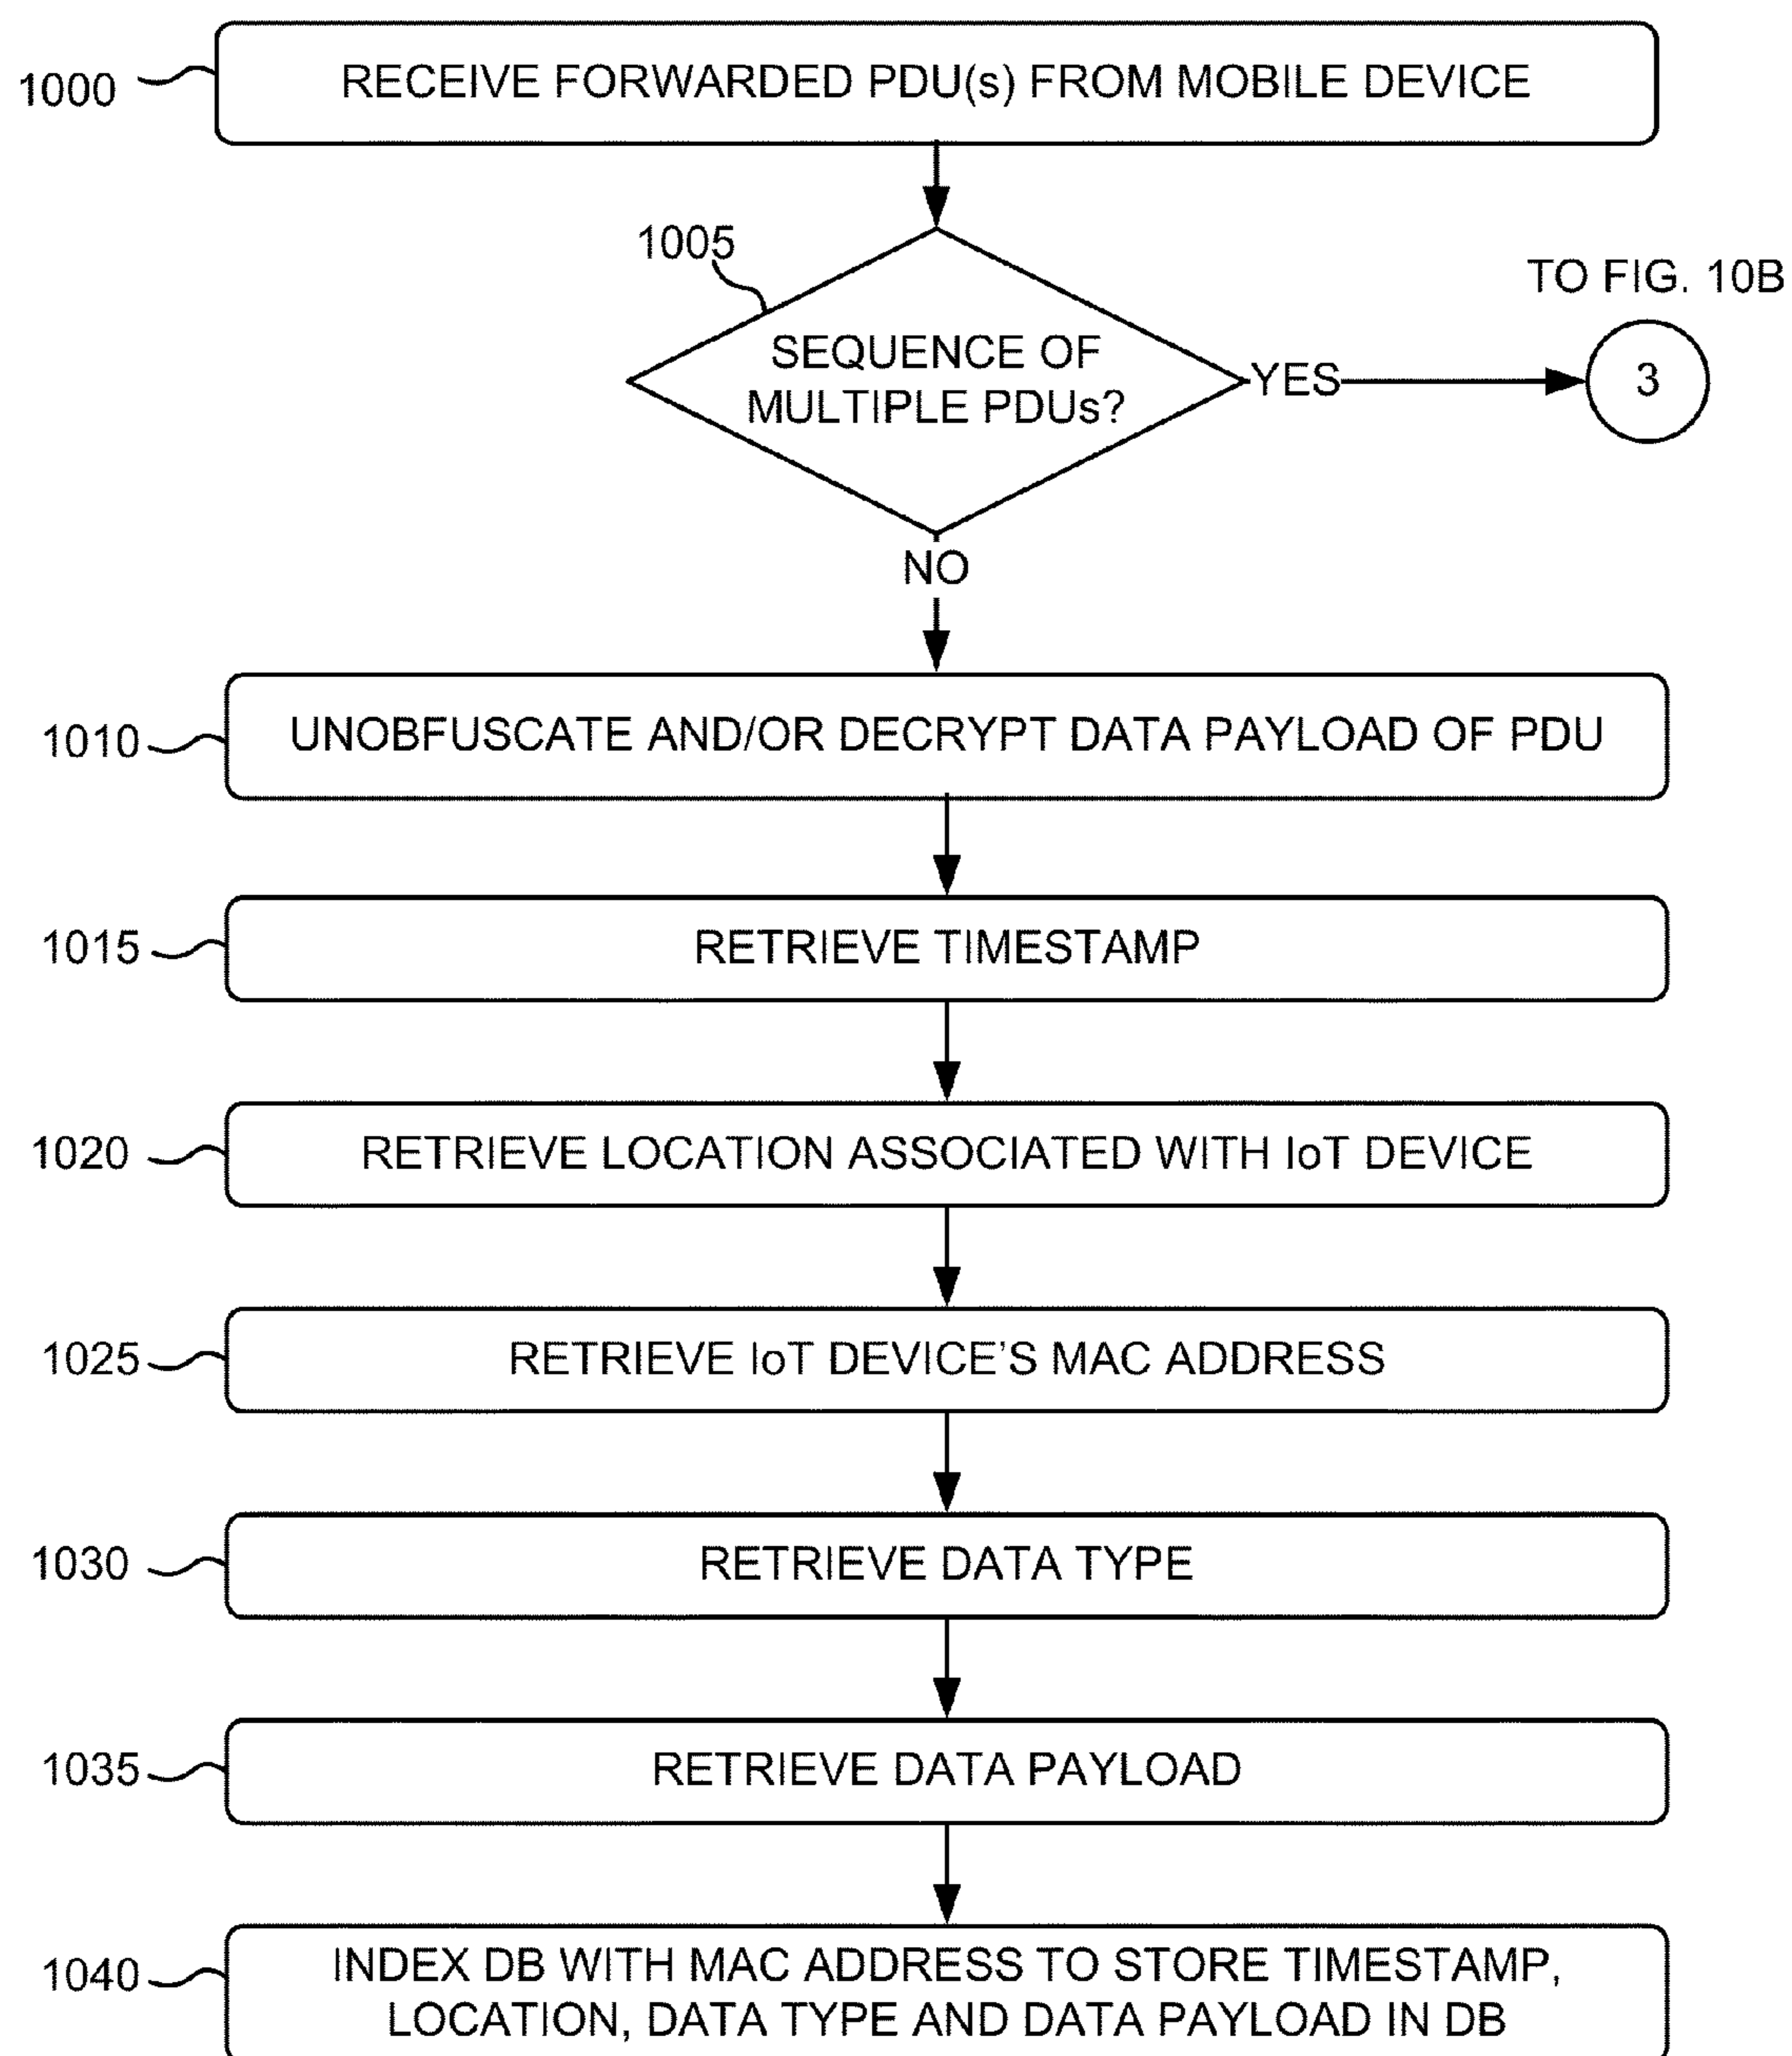 1000
RECEIVE FORWARDED PDU(s) FROM MOBILE DEVICE
1005
TO FIG. 10B
SEQUENCE OF
MULTIPLE PDUs?
YES
3
NO
1010
UNOBFUSCATE AND/OR DECRYPT DATA PAYLOAD OF PDU
1015
RETRIEVE TIMESTAMP
1020
RETRIEVE LOCATION ASSOCIATED WITH IoT DEVICE
1025
RETRIEVE IoT DEVICE'S MAC ADDRESS
1030
RETRIEVE DATA TYPE
1035
RETRIEVE DATA PAYLOAD
1040
INDEX DB WITH MAC ADDRESS TO STORE TIMESTAMP,
LOCATION, DATA TYPE AND DATA PAYLOAD IN DB